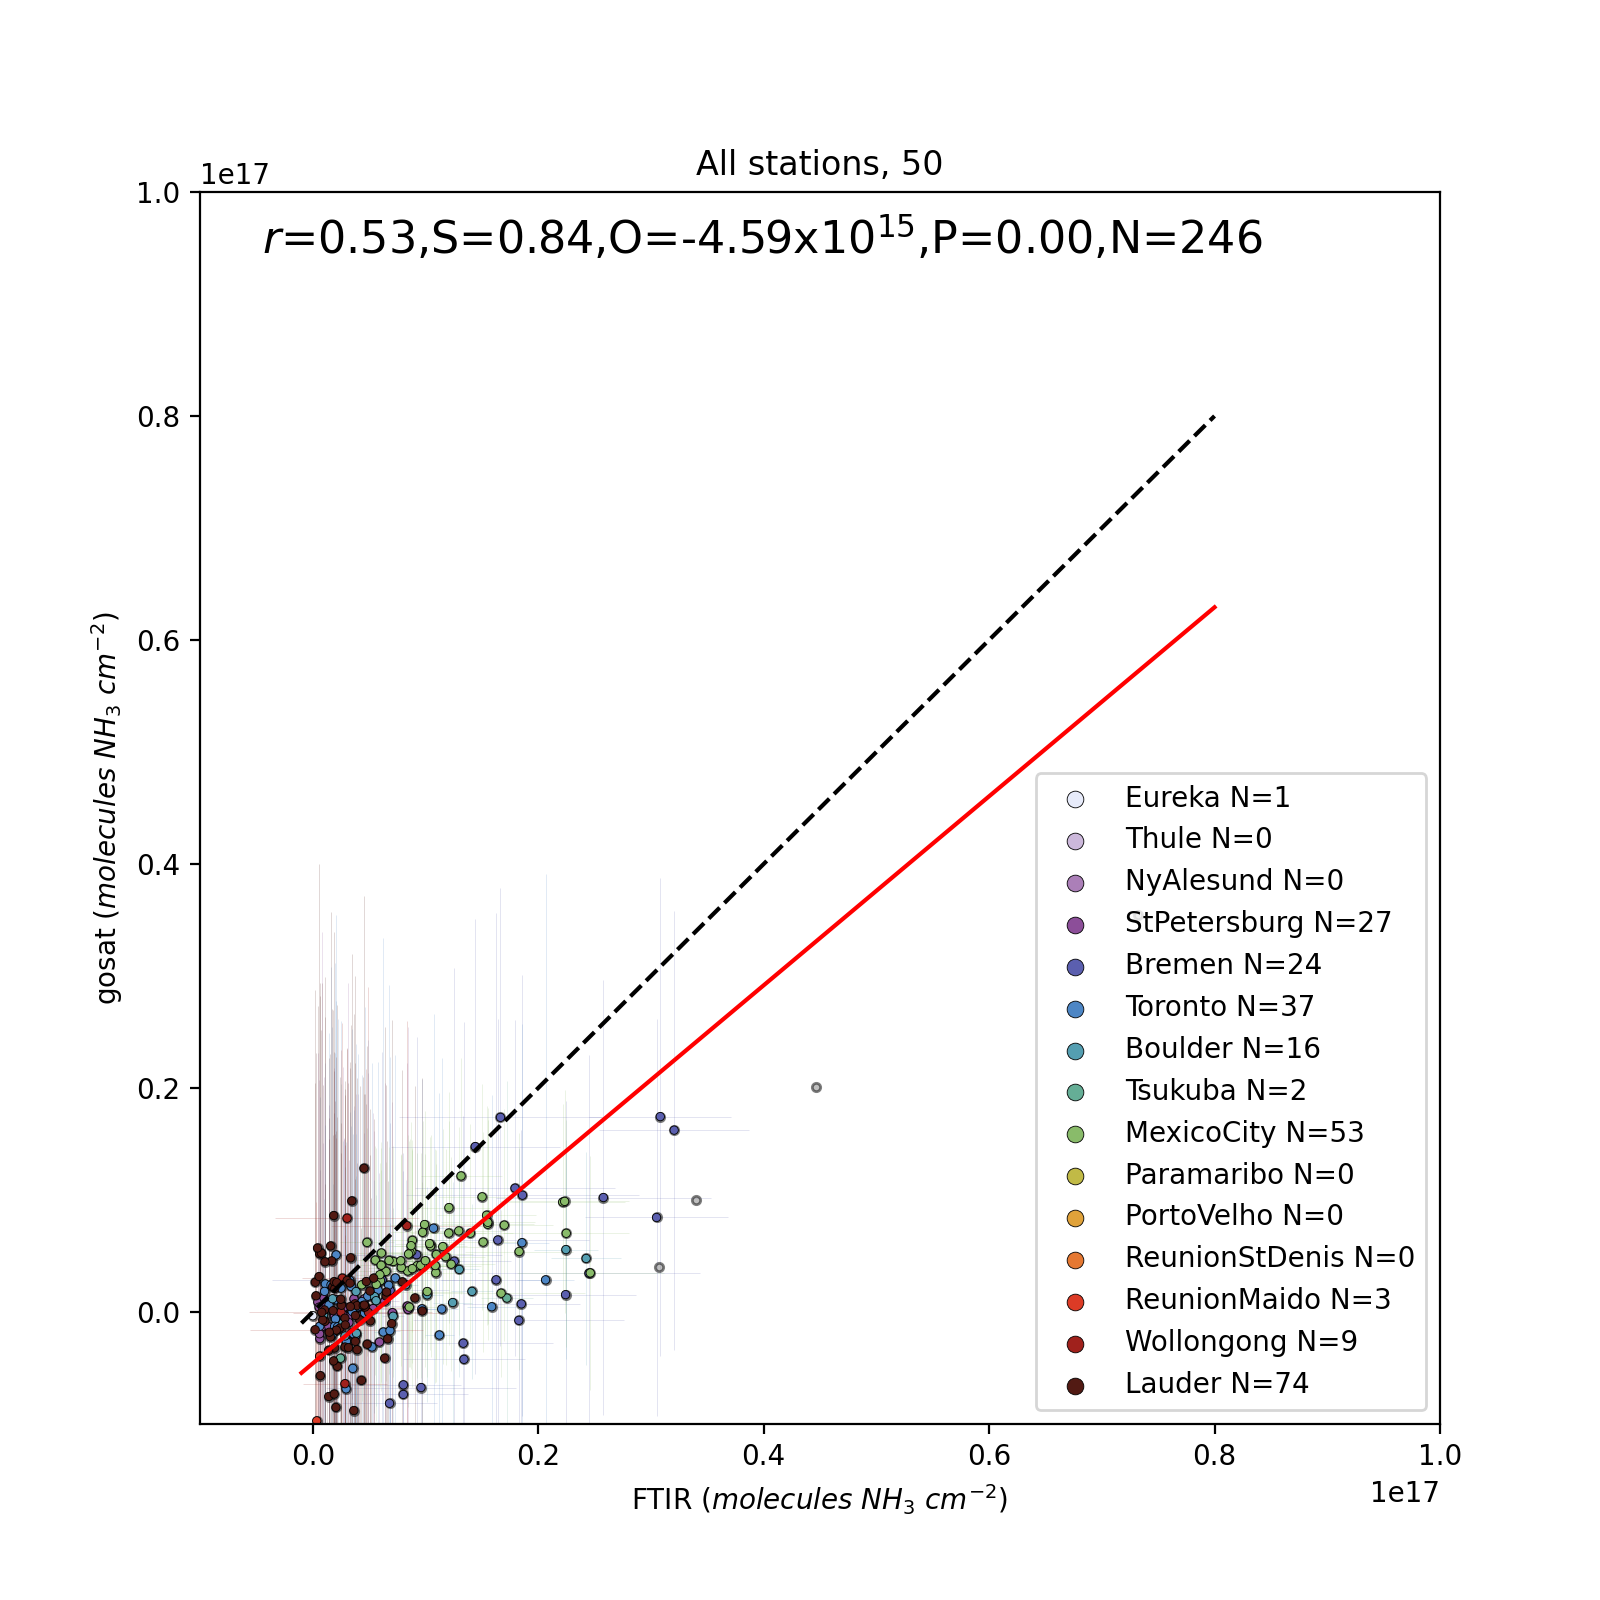 All stations, 50
1e17
r=0.53,S=0.84,O=-4.59x10¹⁵,P=0.00,N=246
1.0
0.8
0.6
0.4
0.2
0.0
gosat (molecules NH₃ cm⁻²)
Eureka N=1
Thule N=0
NyAlesund N=0
StPetersburg N=27
Bremen N=24
Toronto N=37
Boulder N=16
Tsukuba N=2
MexicoCity N=53
Paramaribo N=0
PortoVelho N=0
ReunionStDenis N=0
ReunionMaido N=3
Wollongong N=9
Lauder N=74
0.0 0.2 0.4 0.6 0.8 1.0
1e17
FTIR (molecules NH₃ cm⁻²)